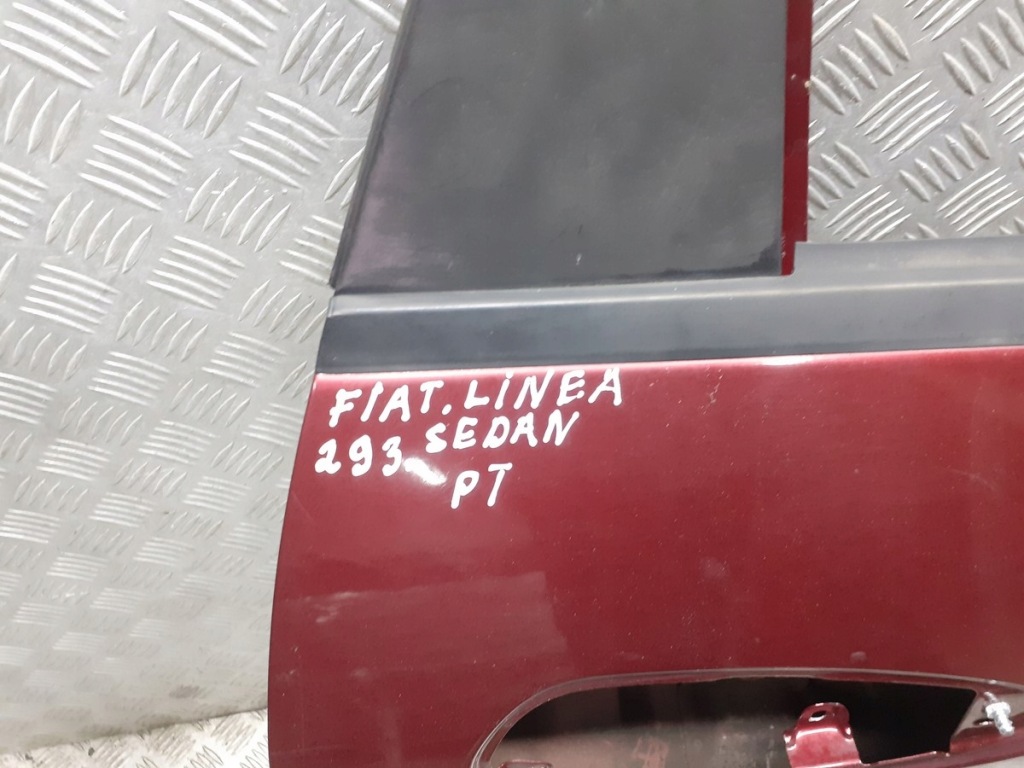 FIAT. LINEA
293 SEDAN
PT